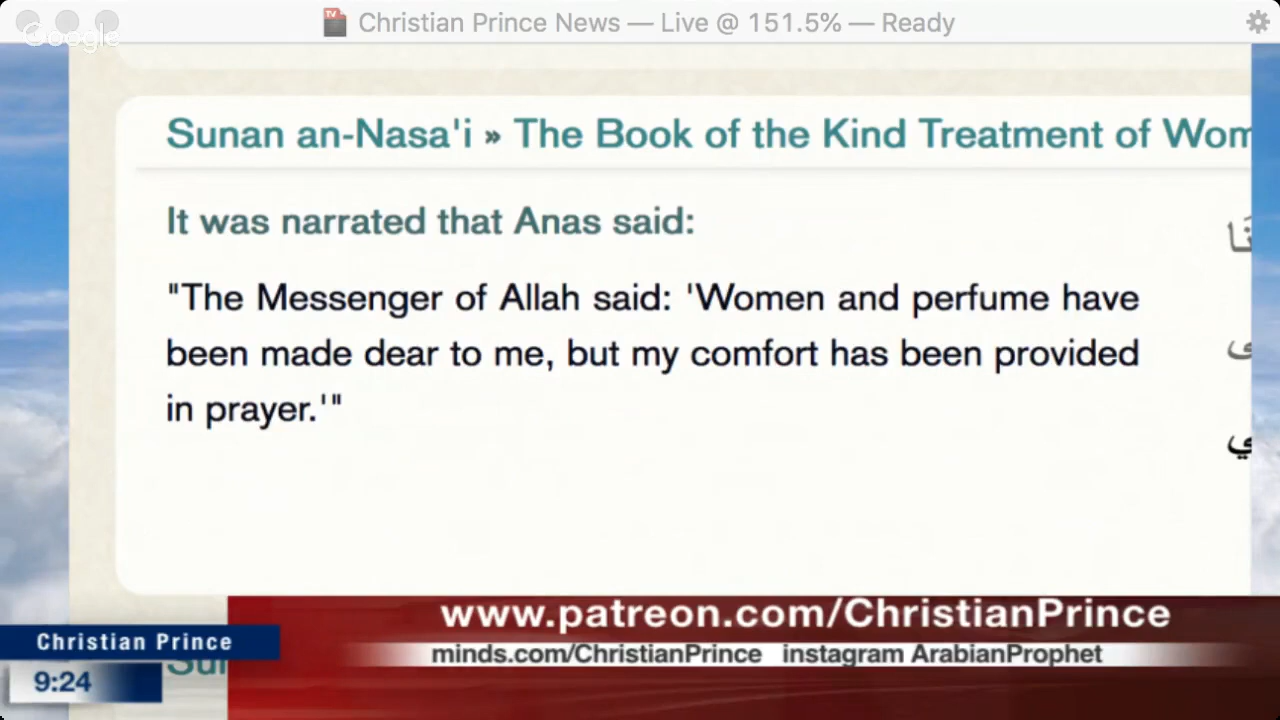 Christian Prince News — Live @ 151.5% — Ready
Google
Sunan an-Nasa'i » The Book of the Kind Treatment of Wom
It was narrated that Anas said:
"The Messenger of Allah said: 'Women and perfume have
been made dear to me, but my comfort has been provided
in prayer.'"
www.patreon.com/ChristianPrince
Christian Prince
minds.com/ChristianPrince instagram ArabianProphet
9:24